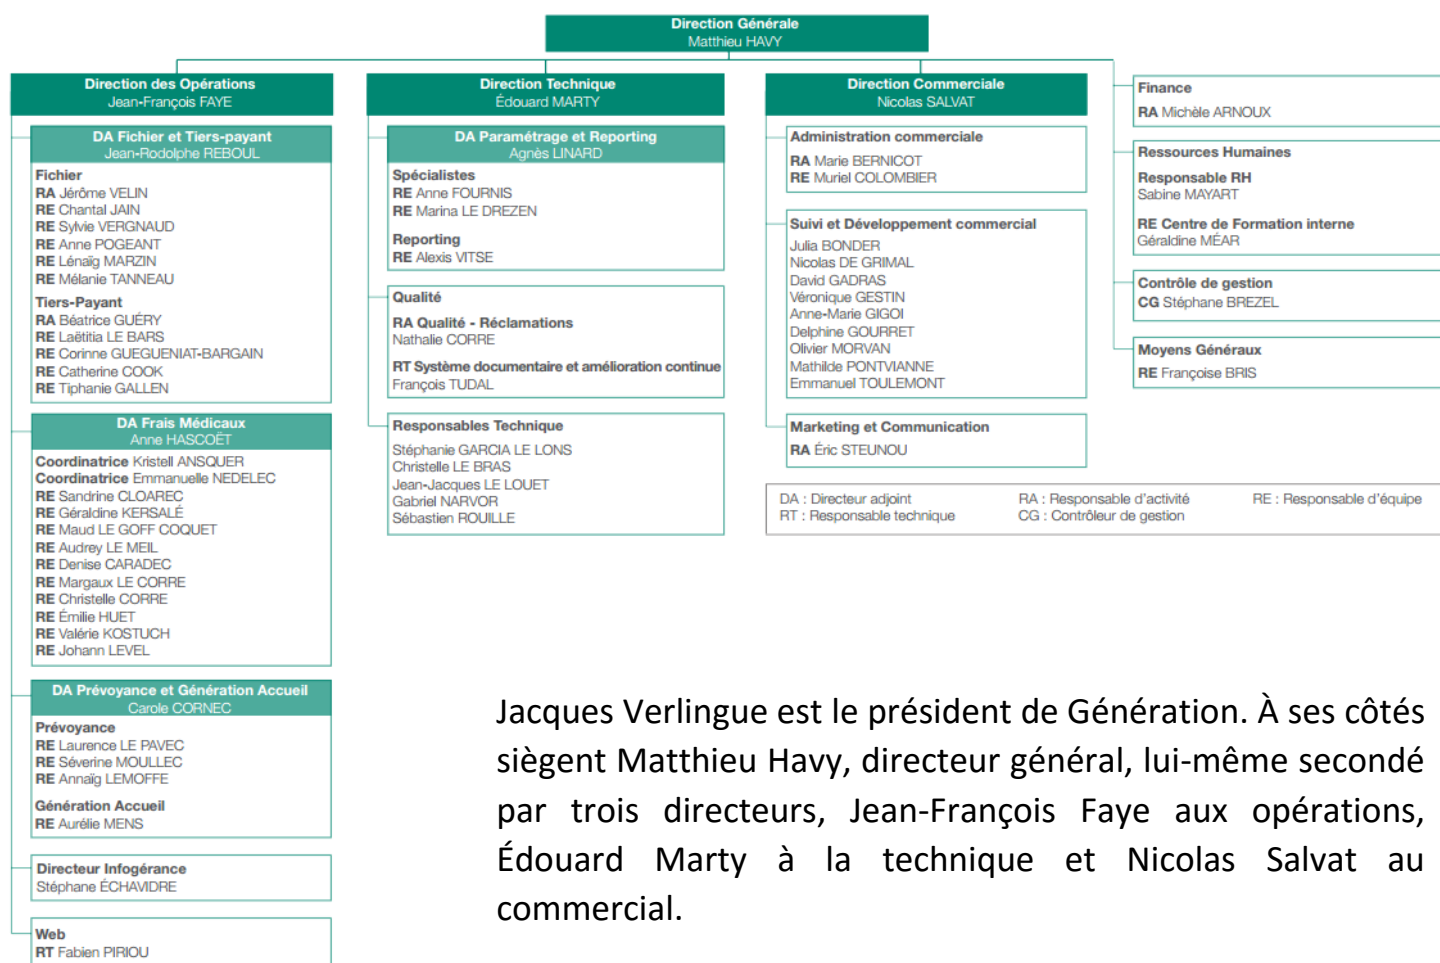 Direction Générale
Matthieu HAVY
Direction des Opérations
Jean-François FAYE
DA Fichier et Tiers-payant
Jean-Rodolphe REBOUL
Fichier
RA Jérôme VELIN
RE Chantal JAIN
RE Sylvie VERGNAUD
RE Anne POGEANT
RE Lénaïg MARZIN
RE Mélanie TANNEAU
Tiers-Payant
RA Béatrice GUÉRY
RE Laëtitia LE BARS
RE Corinne GUEGUENIAT-BARGAIN
RE Catherine COOK
RE Tiphanie GALLEN
DA Frais Médicaux
Anne HASCOËT
Coordinatrice Kristell ANSQUER
Coordinatrice Emmanuelle NEDELEC
RE Sandrine CLOAREC
RE Géraldine KERSALÉ
RE Maud LE GOFF COQUET
RE Audrey LE MEIL
RE Denise CARADEC
RE Margaux LE CORRE
RE Christelle CORRE
RE Émilie HUET
RE Valérie KOSTUCH
RE Johann LEVEL
DA Prévoyance et Génération Accueil
Carole CORNEC
Prévoyance
RE Laurence LE PAVEC
RE Séverine MOULLEC
RE Annaïg LEMOFFE
Génération Accueil
RE Aurélie MENS
Directeur Infogérance
Stéphane ÉCHAVIDRE
Web
RT Fabien PIRIOU
Direction Technique
Édouard MARTY
DA Paramétrage et Reporting
Agnès LINARD
Spécialistes
RE Anne FOURNIS
RE Marina LE DREZEN
Reporting
RE Alexis VITSE
Qualité
RA Qualité - Réclamations
Nathalie CORRE
RT Système documentaire et amélioration continue
François TUDAL
Responsables Technique
Stéphanie GARCIA LE LONS
Christelle LE BRAS
Jean-Jacques LE LOUET
Gabriel NARVOR
Sébastien ROUILLE
Direction Commerciale
Nicolas SALVAT
Administration commerciale
RA Marie BERNICOT
RE Muriel COLOMBIER
Suivi et Développement commercial
Julia BONDER
Nicolas DE GRIMAL
David GADRAS
Véronique GESTIN
Anne-Marie GIGOI
Delphine GOURRET
Olivier MORVAN
Mathilde PONTVIANNE
Emmanuel TOULEMONT
Marketing et Communication
RA Éric STEUNOU
Finance
RA Michèle ARNOUX
Ressources Humaines
Responsable RH
Sabine MAYART
RE Centre de Formation interne
Géraldine MÉAR
Contrôle de gestion
CG Stéphane BREZEL
Moyens Généraux
RE Françoise BRIS
DA : Directeur adjoint RA : Responsable d'activité RE : Responsable d'équipe
RT : Responsable technique CG : Contrôleur de gestion
Jacques Verlingue est le président de Génération. À ses côtés
siègent Matthieu Havy, directeur général, lui-même secondé
par trois directeurs, Jean-François Faye aux opérations,
Édouard Marty à la technique et Nicolas Salvat au
commercial.